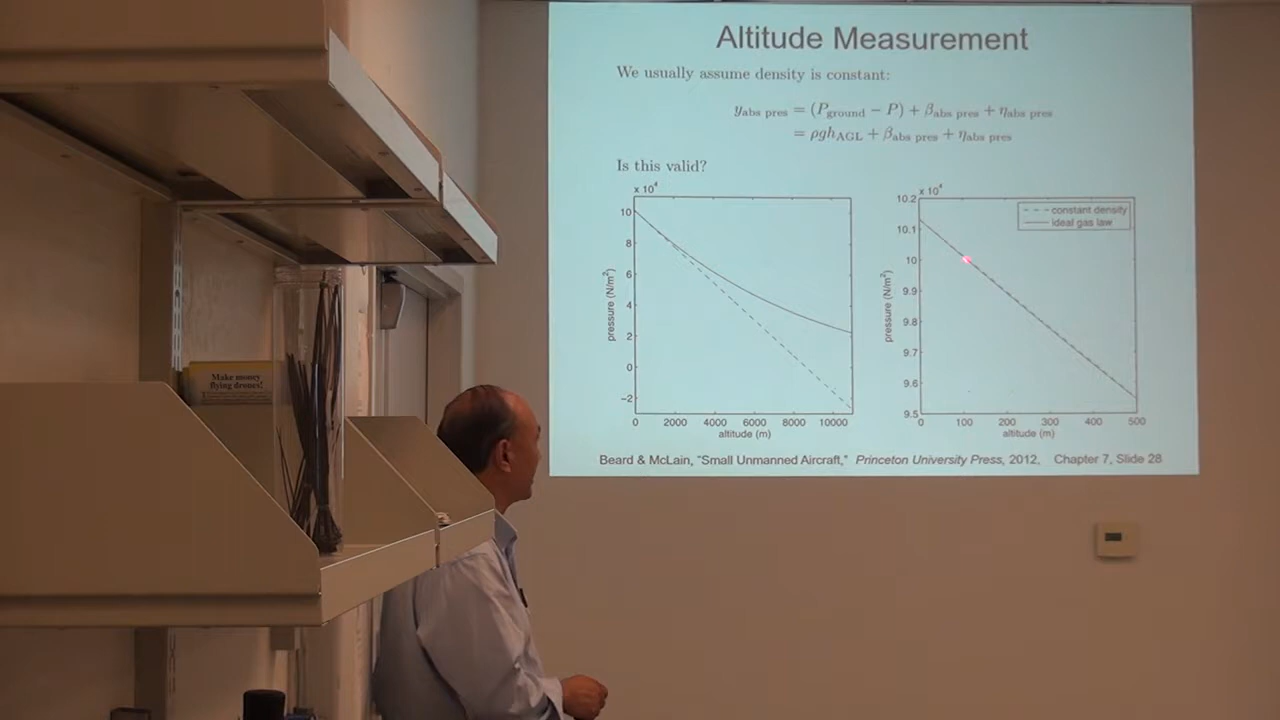 Altitude Measurement
We usually assume density is constant:
y_abs pres = (P_ground − P) + β_abs pres + η_abs pres
= ρgh_AGL + β_abs pres + η_abs pres
Is this valid?
x 10⁴
10
8
6
4
2
0
−2
pressure (N/m²)
0 2000 4000 6000 8000 10000
altitude (m)
x 10⁴
10.2
10.1
10
9.9
9.8
9.7
9.6
9.5
pressure (N/m²)
constant density
ideal gas law
0 100 200 300 400 500
altitude (m)
Beard & McLain, "Small Unmanned Aircraft," Princeton University Press, 2012, Chapter 7, Slide 28
Make money
flying drones!